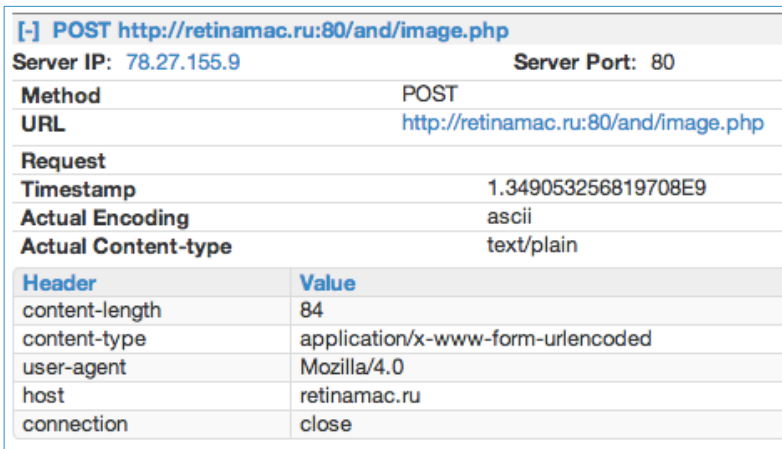 [-] POST http://retinamac.ru:80/and/image.php
Server IP: 78.27.155.9 Server Port: 80
Method POST
URL http://retinamac.ru:80/and/image.php
Request
Timestamp 1.349053256819708E9
Actual Encoding ascii
Actual Content-type text/plain
Header Value
content-length 84
content-type application/x-www-form-urlencoded
user-agent Mozilla/4.0
host retinamac.ru
connection close